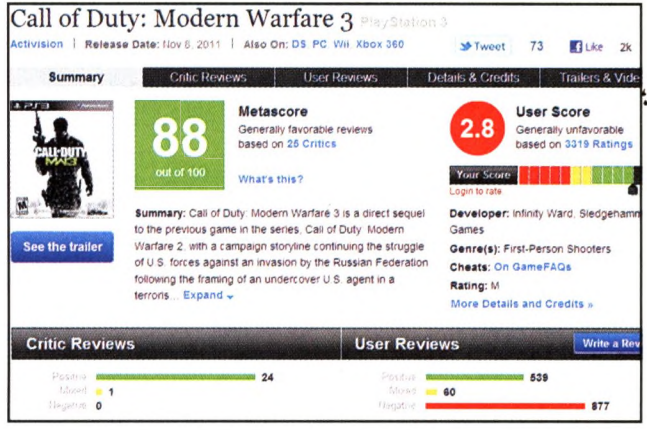 Call of Duty: Modern Warfare 3 PlayStation 3
Activision | Release Date: Nov 8, 2011 | Also On: DS, PC, Wii, Xbox 360
Tweet 73 Like 2k
Summary Critic Reviews User Reviews Details & Credits Trailers & Vide
PS3
CALL·DUTY
MW3
M
See the trailer
88
out of 100
Metascore
Generally favorable reviews
based on 25 Critics
What's this?
Summary: Call of Duty: Modern Warfare 3 is a direct sequel
to the previous game in the series, Call of Duty: Modern
Warfare 2, with a campaign storyline continuing the struggle
of U.S. forces against an invasion by the Russian Federation
following the framing of an undercover U.S. agent in a
terroris... Expand
2.8
User Score
Generally unfavorable
based on 3319 Ratings
Your Score
Login to rate
Developer: Infinity Ward, Sledgehamm
Games
Genre(s): First-Person Shooters
Cheats: On GameFAQs
Rating: M
More Details and Credits »
Critic Reviews
Positive 24
Mixed 1
Negative 0
User Reviews Write a Rev
Positive 539
Mixed 60
Negative 877